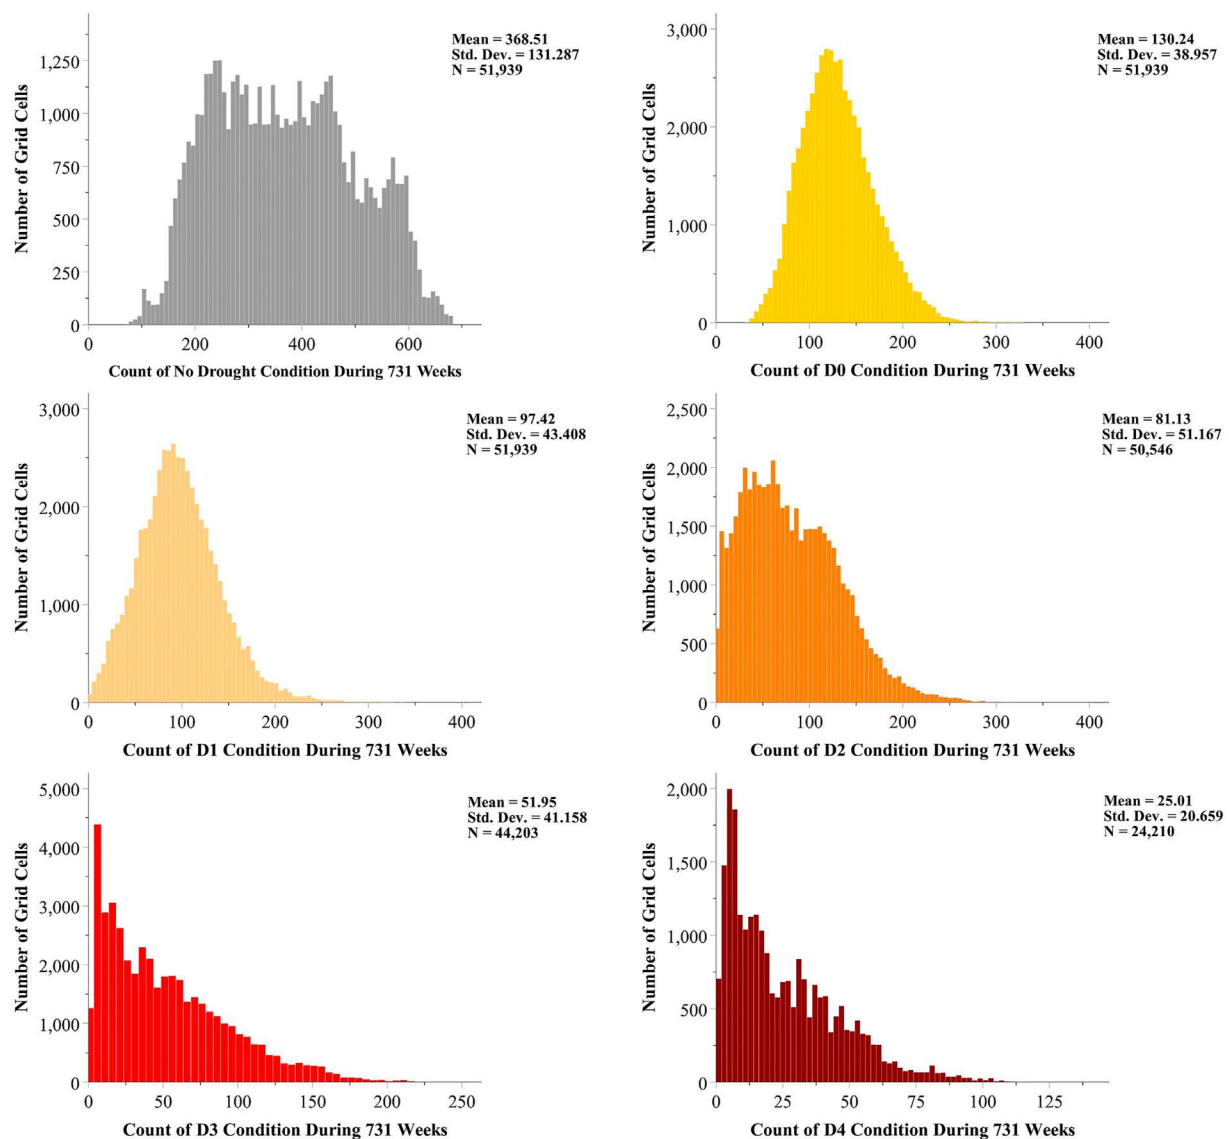 Mean = 368.51
Std. Dev. = 131.287
N = 51,939
Number of Grid Cells
1,250
1,000
750
500
250
0
0 200 400 600
Count of No Drought Condition During 731 Weeks
Mean = 130.24
Std. Dev. = 38.957
N = 51,939
Number of Grid Cells
3,000
2,000
1,000
0
0 100 200 300 400
Count of D0 Condition During 731 Weeks
Mean = 97.42
Std. Dev. = 43.408
N = 51,939
Number of Grid Cells
3,000
2,000
1,000
0
0 100 200 300 400
Count of D1 Condition During 731 Weeks
Mean = 81.13
Std. Dev. = 51.167
N = 50,546
Number of Grid Cells
2,500
2,000
1,500
1,000
500
0
0 100 200 300 400
Count of D2 Condition During 731 Weeks
Mean = 51.95
Std. Dev. = 41.158
N = 44,203
Number of Grid Cells
5,000
4,000
3,000
2,000
1,000
0
0 50 100 150 200 250
Count of D3 Condition During 731 Weeks
Mean = 25.01
Std. Dev. = 20.659
N = 24,210
Number of Grid Cells
2,000
1,500
1,000
500
0
0 25 50 75 100 125
Count of D4 Condition During 731 Weeks